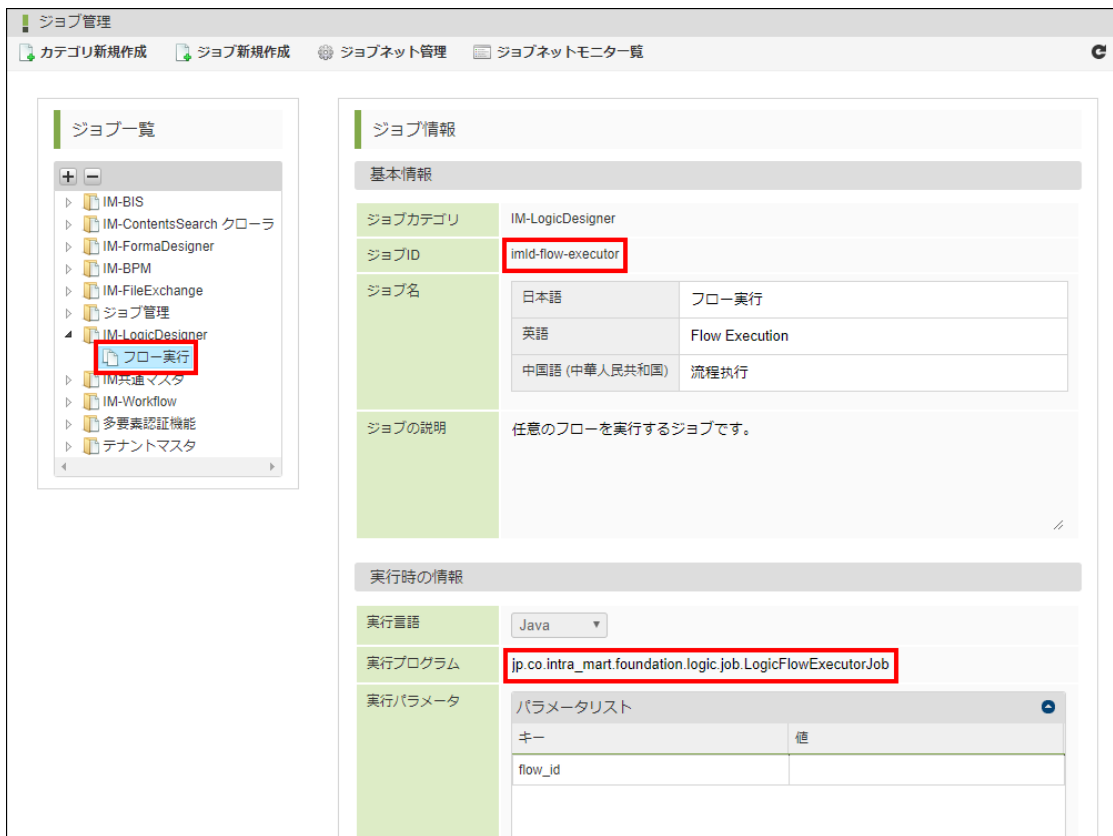 ジョブ管理
カテゴリ新規作成 ジョブ新規作成 ジョブネット管理 ジョブネットモニター覧
ジョブ一覧
IM-BIS
IM-ContentsSearch クローラ
IM-FormaDesigner
IM-BPM
IM-FileExchange
ジョブ管理
IM-LogicDesigner
フロー実行
IM共通マスタ
IM-Workflow
多要素認証機能
テナントマスタ
ジョブ情報
基本情報
ジョブカテゴリ IM-LogicDesigner
ジョブID imld-flow-executor
ジョブ名 日本語 フロー実行
英語 Flow Execution
中国語 (中華人民共和国) 流程执行
ジョブの説明 任意のフローを実行するジョブです。
実行時の情報
実行言語 Java
実行プログラム jp.co.intra_mart.foundation.logic.job.LogicFlowExecutorJob
実行パラメータ パラメータリスト
キー 値
flow_id